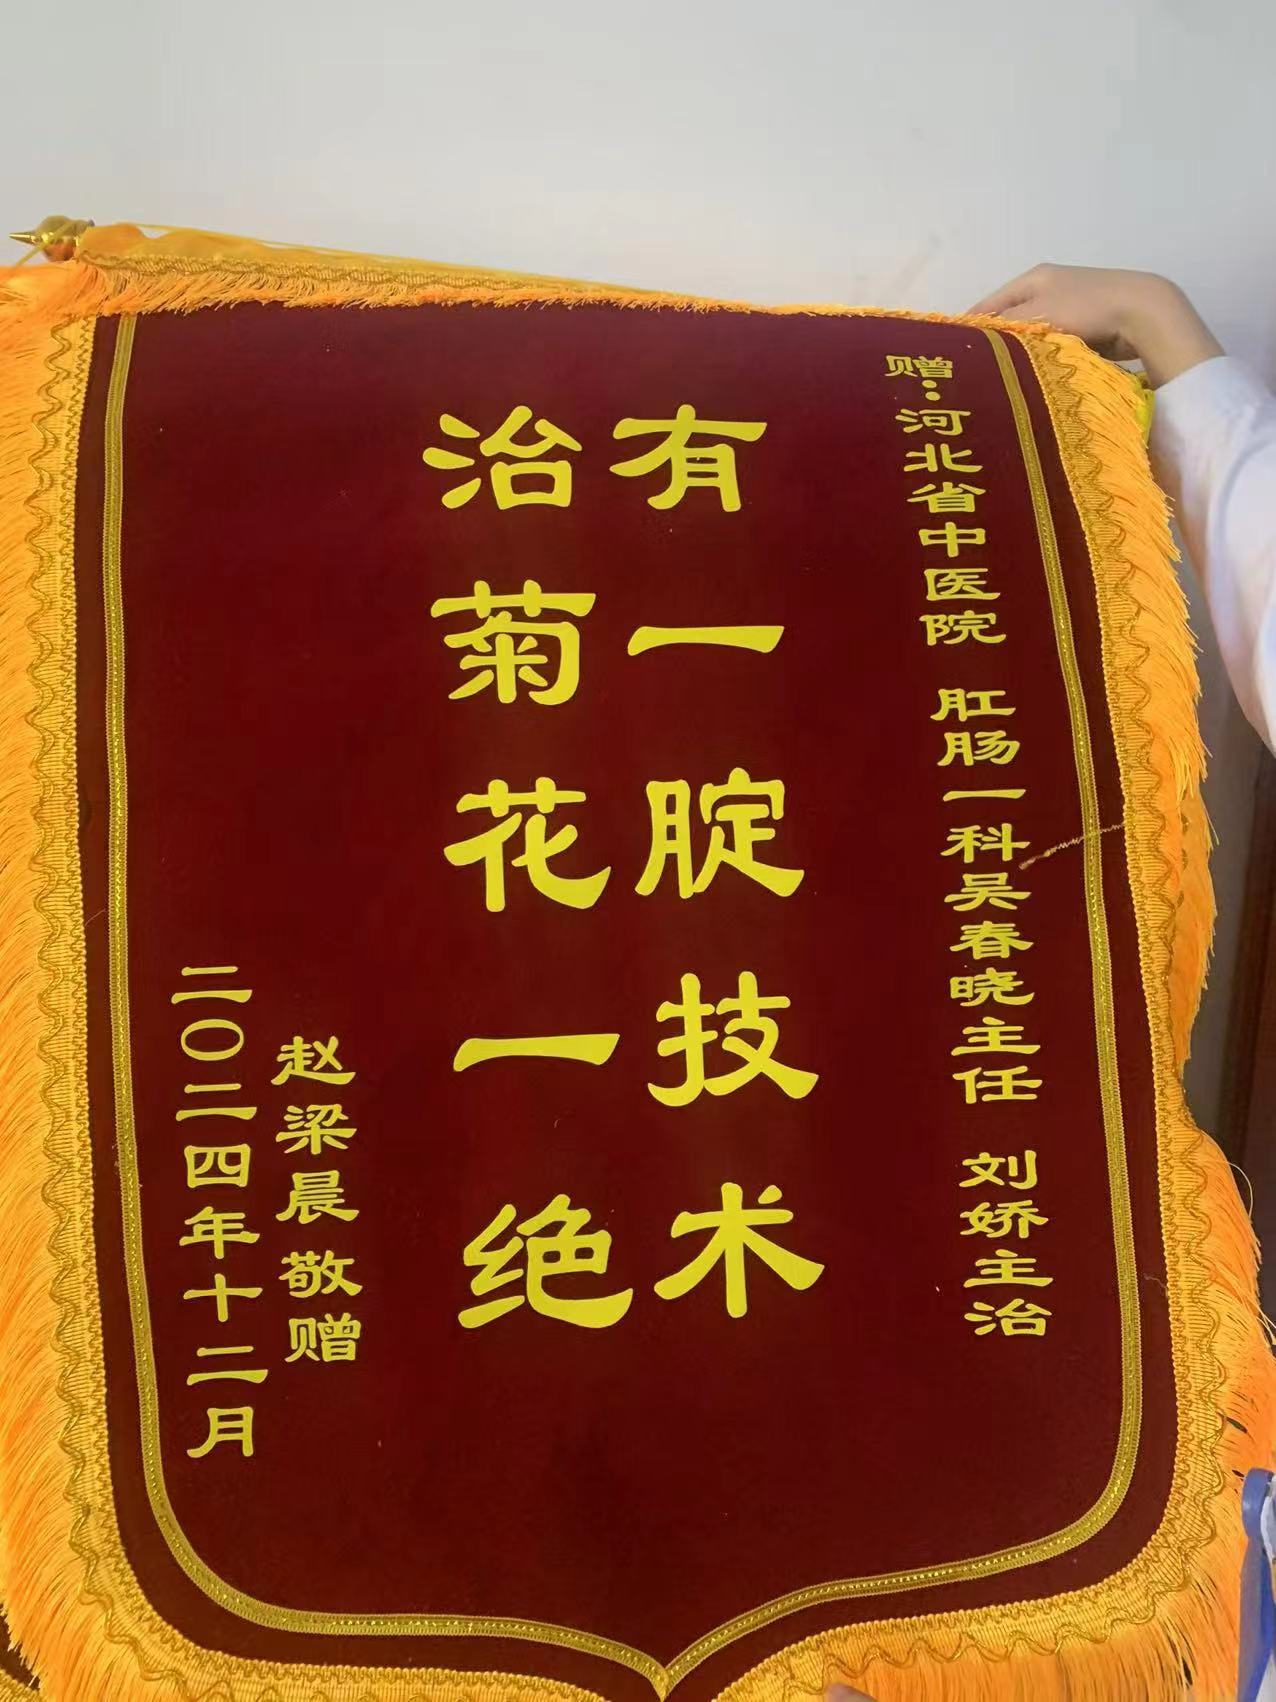 赠：河北省中医院 肛肠一科吴春晓主任 刘娇主治
有一腚技术
治菊花一绝
赵梁晨敬赠
二〇二四年十二月